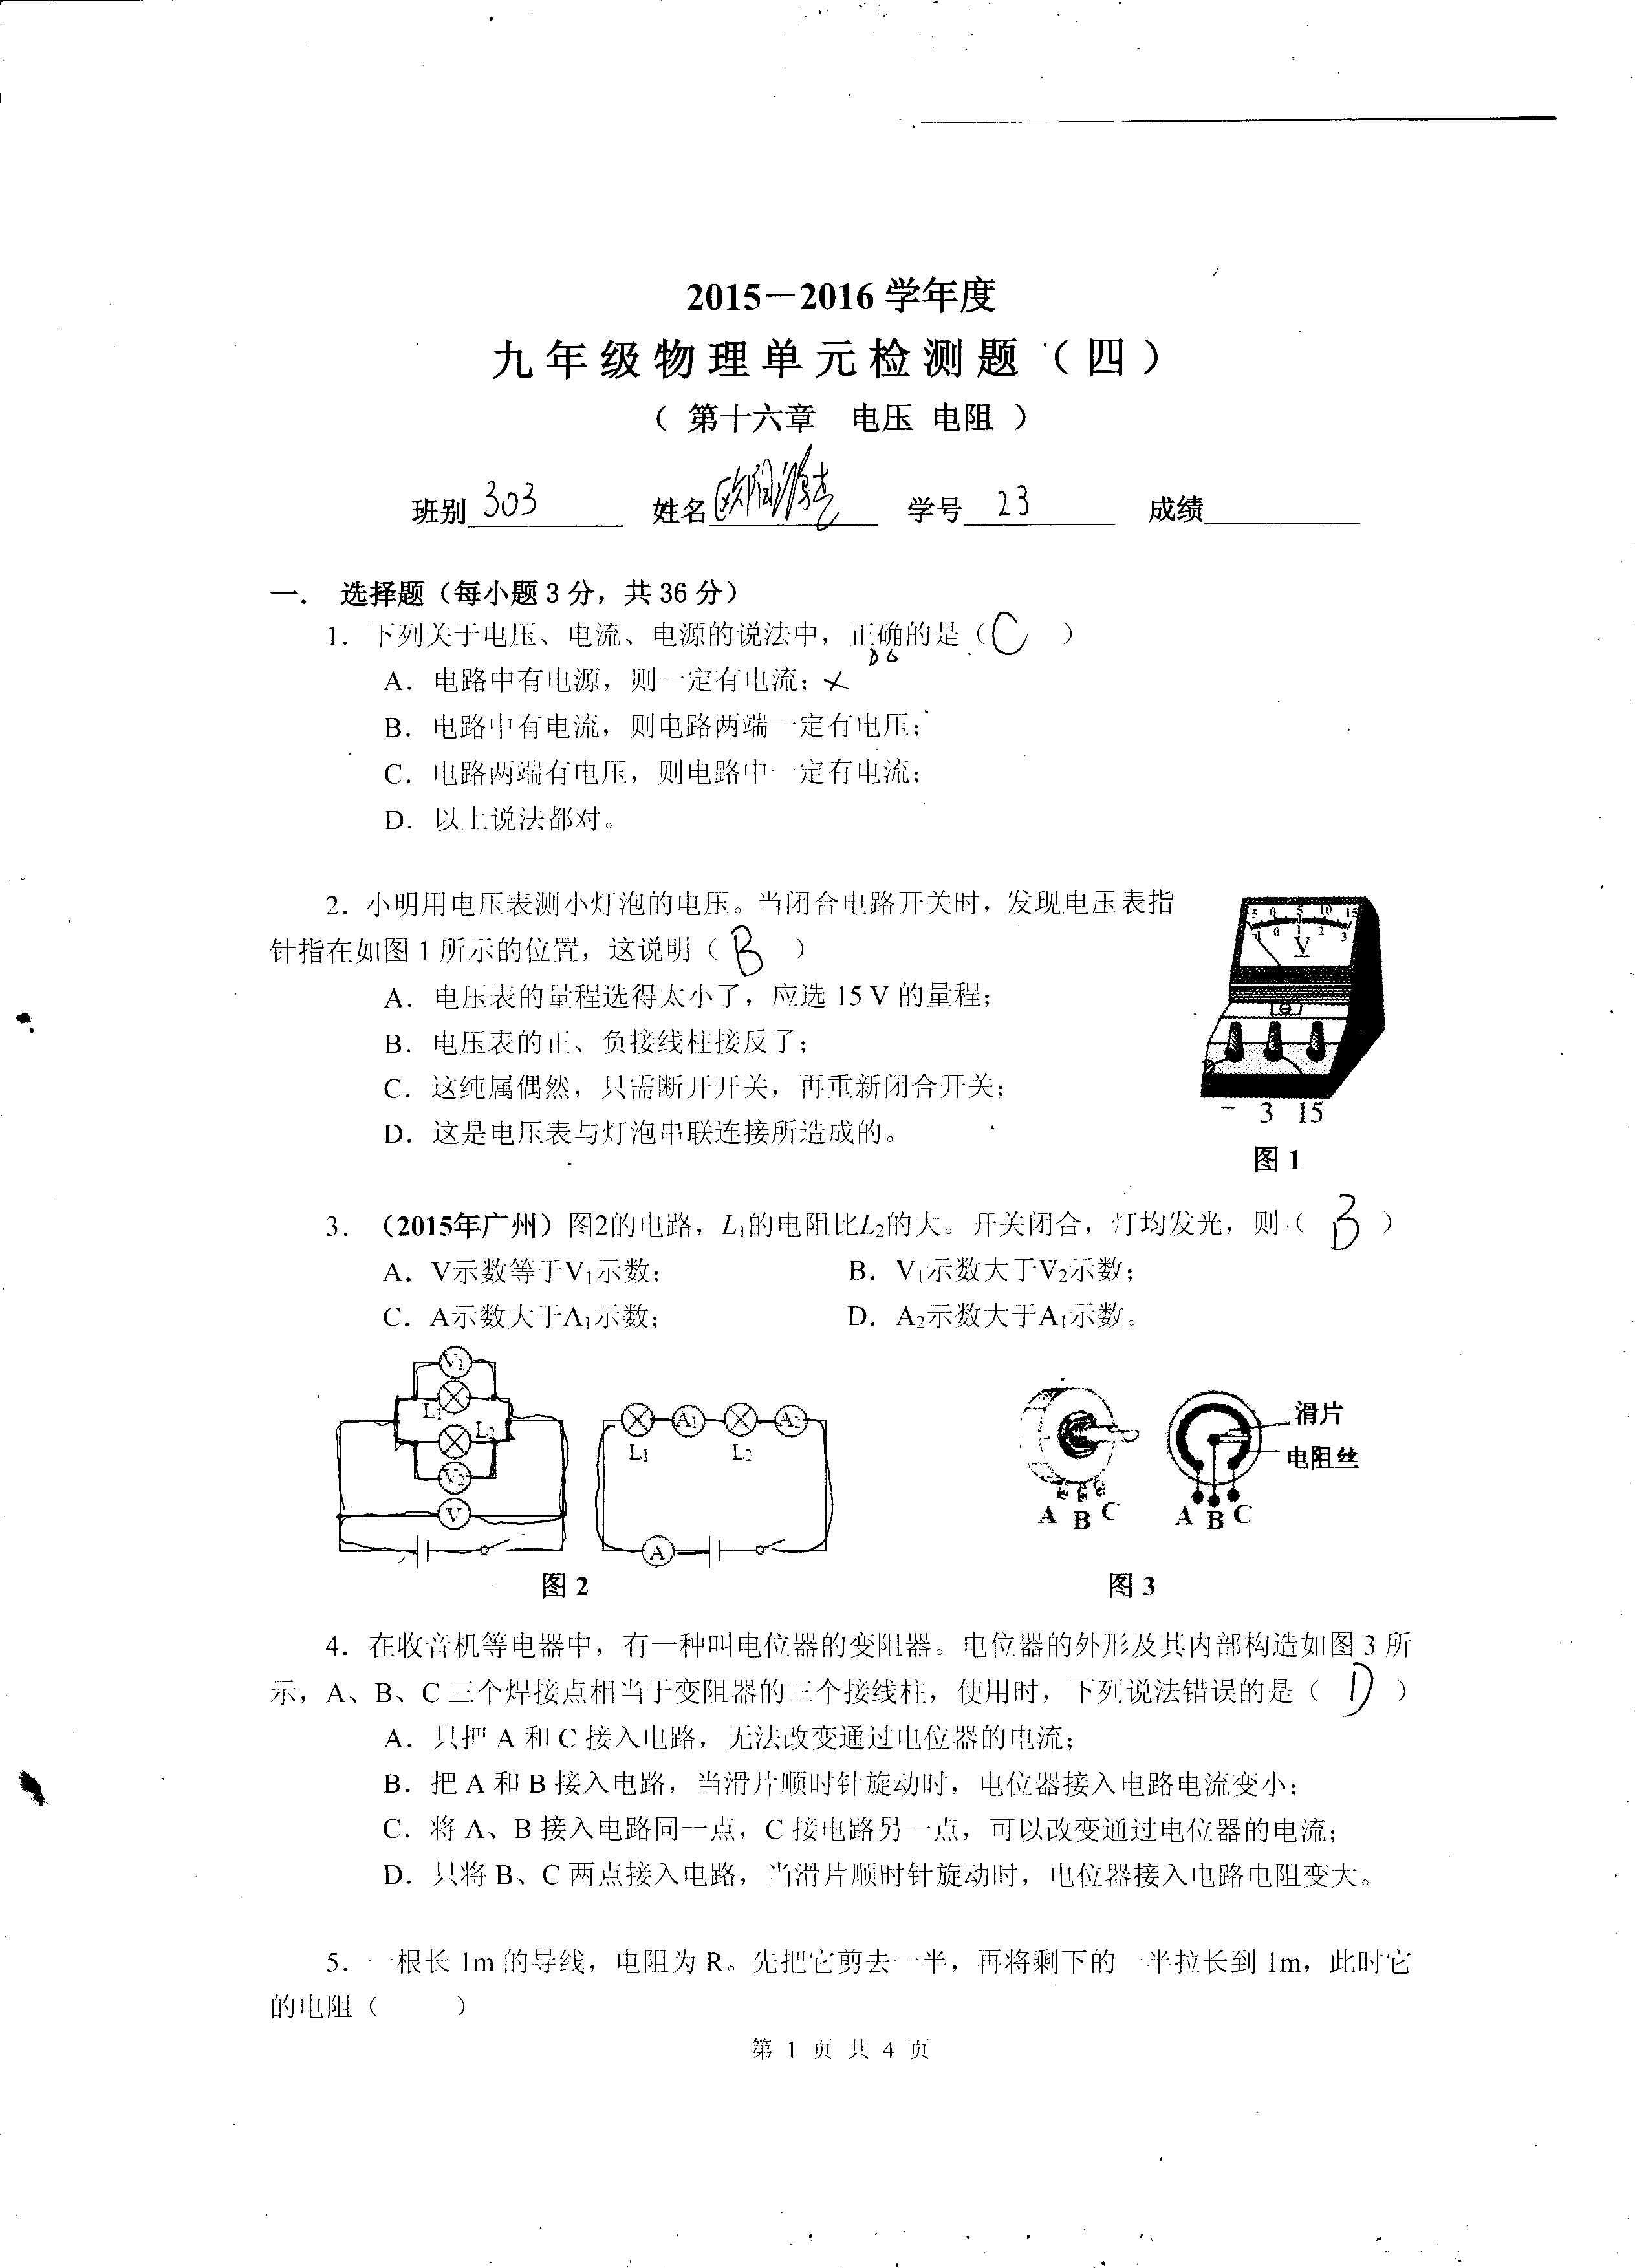 2015－2016 学年度
九年级物理单元检测题（四）
（ 第十六章 电压 电阻 ）
班别 303 姓名 学号 23 成绩
一． 选择题（每小题 3 分，共 36 分）
1．下列关于电压、电流、电源的说法中，正确的是（ C ）
A．电路中有电源，则一定有电流；×
B．电路中有电流，则电路两端一定有电压；
C．电路两端有电压，则电路中一定有电流；
D．以上说法都对。
2．小明用电压表测小灯泡的电压。当闭合电路开关时，发现电压表指
针指在如图 1 所示的位置，这说明（ B ）
A．电压表的量程选得太小了，应选 15 V 的量程；
B．电压表的正、负接线柱接反了；
C．这纯属偶然，只需断开开关，再重新闭合开关；
D．这是电压表与灯泡串联连接所造成的。
5 0 5 10 15
1 0 1 2 3
V
− 3 15
图 1
3．（2015年广州）图2的电路，L1的电阻比L2的大。开关闭合，灯均发光，则（ B ）
A．V示数等于V1示数； B．V1示数大于V2示数；
C．A示数大于A1示数； D．A2示数大于A1示数。
V1
L1
L2
V2
V
A1 A2
L1 L2
A
图 2
滑片
电阻丝
A B C A B C
图 3
4．在收音机等电器中，有一种叫电位器的变阻器。电位器的外形及其内部构造如图 3 所
示，A、B、C 三个焊接点相当于变阻器的三个接线柱，使用时，下列说法错误的是（ D ）
A．只把 A 和 C 接入电路，无法改变通过电位器的电流；
B．把 A 和 B 接入电路，当滑片顺时针旋动时，电位器接入电路电流变小；
C．将 A、B 接入电路同一点，C 接电路另一点，可以改变通过电位器的电流；
D．只将 B、C 两点接入电路，当滑片顺时针旋动时，电位器接入电路电阻变大。
5．一根长 1m 的导线，电阻为 R。先把它剪去一半，再将剩下的一半拉长到 1m，此时它
的电阻（ ）
第 1 页 共 4 页